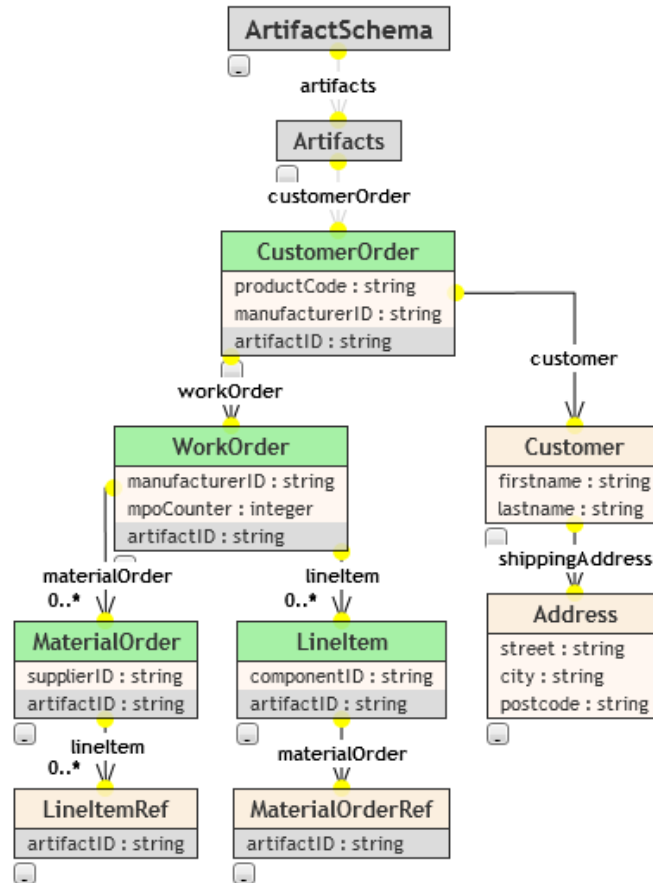 ArtifactSchema
artifacts
Artifacts
customerOrder
CustomerOrder
productCode : string
manufacturerID : string
artifactID : string
customer
workOrder
WorkOrder
manufacturerID : string
mpoCounter : integer
artifactID : string
Customer
firstname : string
lastname : string
materialOrder
0..*
lineItem
0..*
shippingAddress
MaterialOrder
supplierID : string
artifactID : string
LineItem
componentID : string
artifactID : string
Address
street : string
city : string
postcode : string
lineItem
0..*
materialOrder
LineItemRef
artifactID : string
MaterialOrderRef
artifactID : string